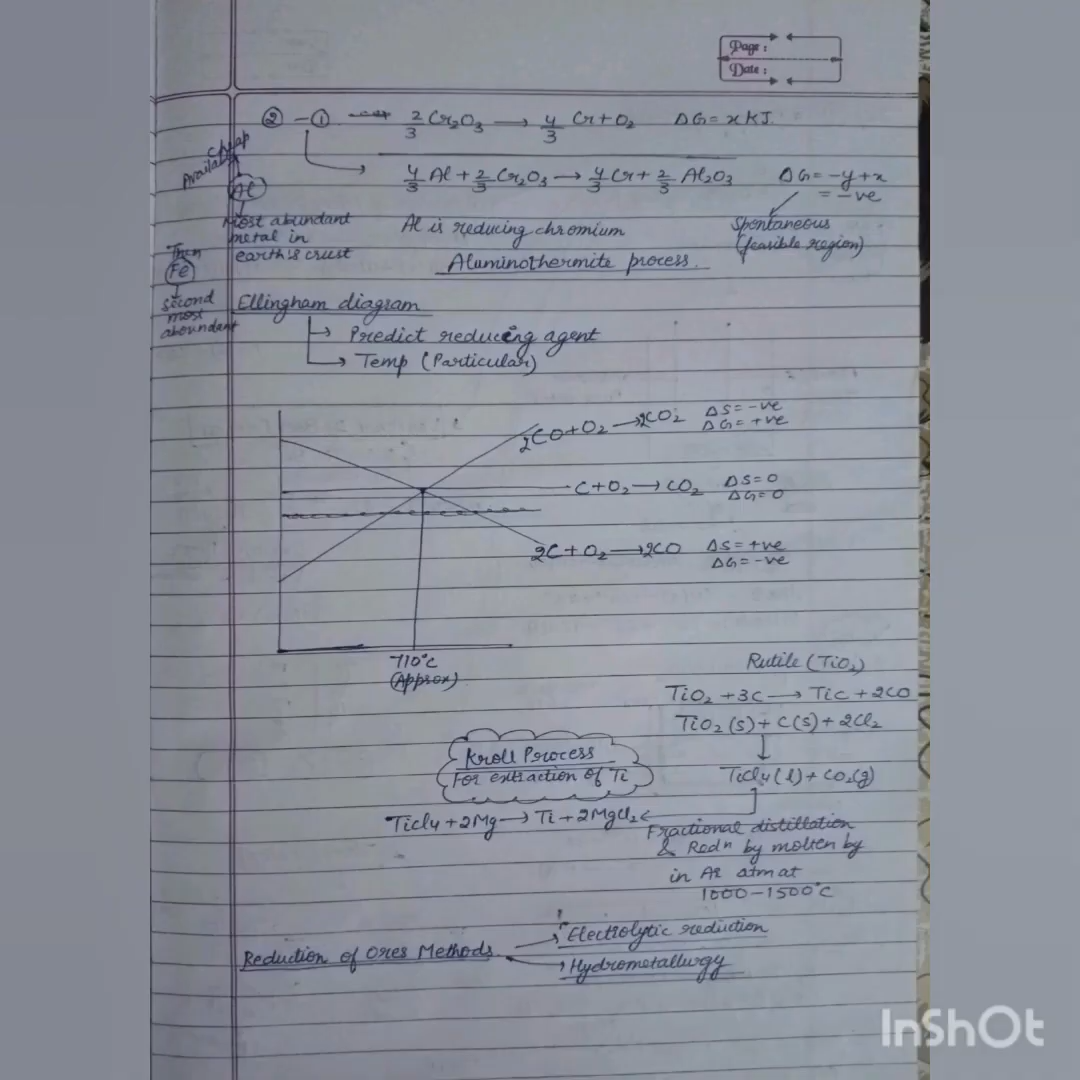 Page :
Date :
② - ① → 2/3 Cr₂O₃ → 4/3 Cr + O₂ ΔG = x kJ.
cheap
Available
Al
4/3 Al + 2/3 Cr₂O₃ → 4/3 Cr + 2/3 Al₂O₃ ΔG = -y + x
= -ve
Most abundant
metal in
earth's crust
Al is reducing chromium
Spontaneous
(feasible region)
Aluminothermite process.
Then
Fe
second
most
abundant
Ellingham diagram
→ Predict reducing agent
→ Temp (Particular)
2CO + O₂ → 2CO₂ ΔS = -ve
ΔG = +ve
C + O₂ → CO₂ ΔS = 0
ΔG = 0
2C + O₂ → 2CO ΔS = +ve
ΔG = -ve
710°C
(Approx)
Rutile (TiO₂)
TiO₂ + 3C → TiC + 2CO
TiO₂(s) + C(s) + 2Cl₂
↓
TiCl₄(l) + CO₂(g)
Kroll Process
For extraction of Ti
TiCl₄ + 2Mg → Ti + 2MgCl₂ ←
Fractional distillation
& Redⁿ by molten by
in Ar atm at
1000-1500°C
Reduction of Ores Methods
→ Electrolytic reduction
→ Hydrometallurgy
InShOt